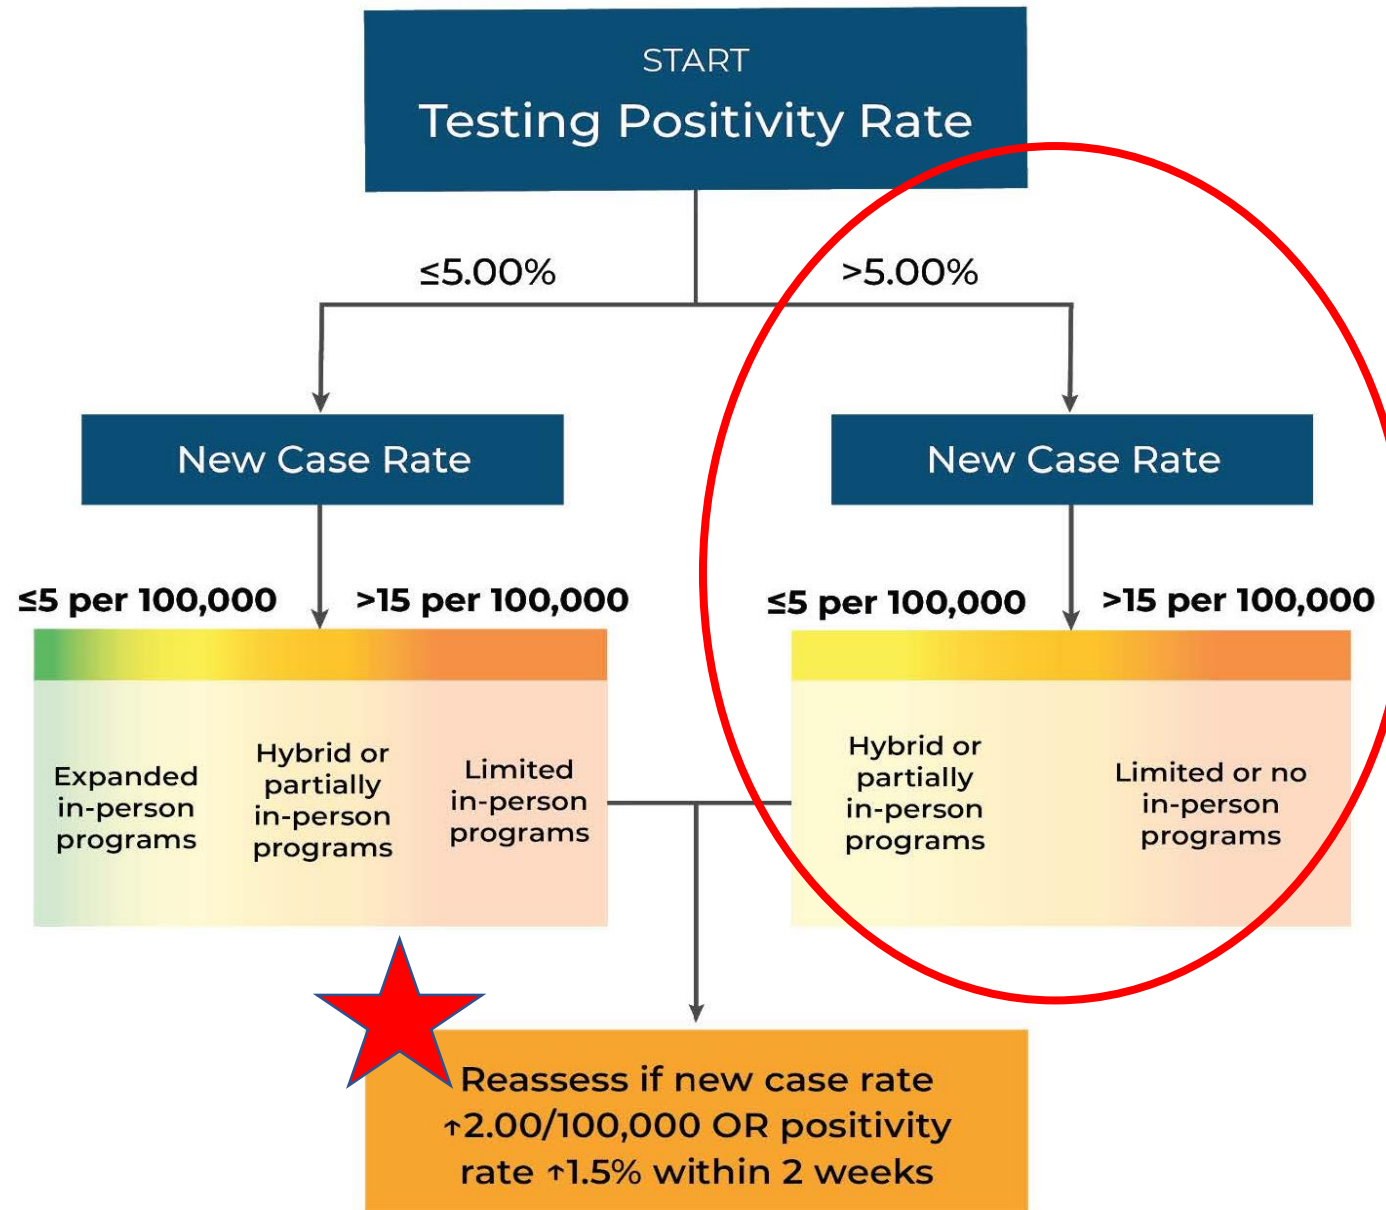 START
Testing Positivity Rate
≤5.00%
>5.00%
New Case Rate
New Case Rate
≤5 per 100,000
>15 per 100,000
≤5 per 100,000
>15 per 100,000
Expanded
in-person
programs
Hybrid or
partially
in-person
programs
Limited
in-person
programs
Hybrid or
partially
in-person
programs
Limited or no
in-person
programs
Reassess if new case rate
↑2.00/100,000 OR positivity
rate ↑1.5% within 2 weeks